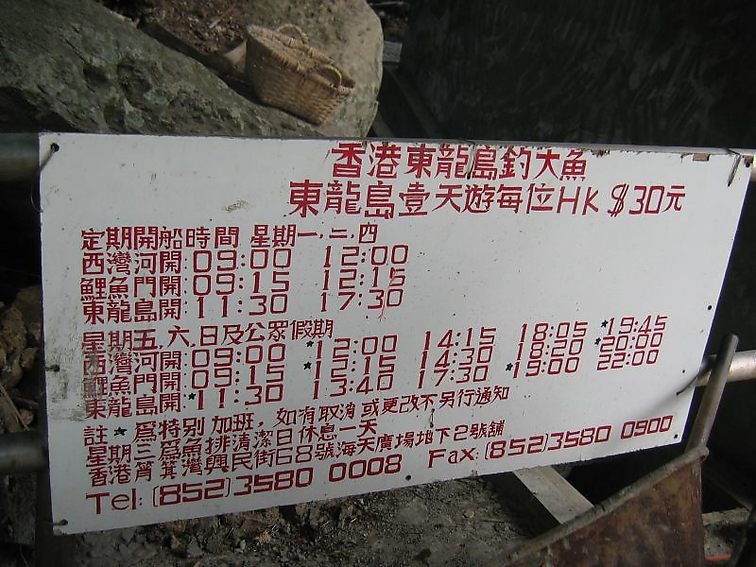 香港東龍島釣大魚
東龍島壹天遊每位HK $30元
定期開船時間 星期一,二,四
西灣河開:09:00 12:00
鯉魚門開:09:15 12:15
東龍島開:11:30 17:30
星期五,六,日及公眾假期
西灣河開:09:00 *12:00 14:15 18:05 *19:45
鯉魚門開:09:15 *12:15 14:30 18:20 *20:00
東龍島開:*11:30 13:40 17:30 *19:00 22:00
註*爲特別加班,如有取消或更改不另行通知
星期三爲魚排清潔日休息一天
香港筲箕灣興民街68號海天廣場地下2號舖
Tel:(852)3580 0008 Fax:(852)3580 0900